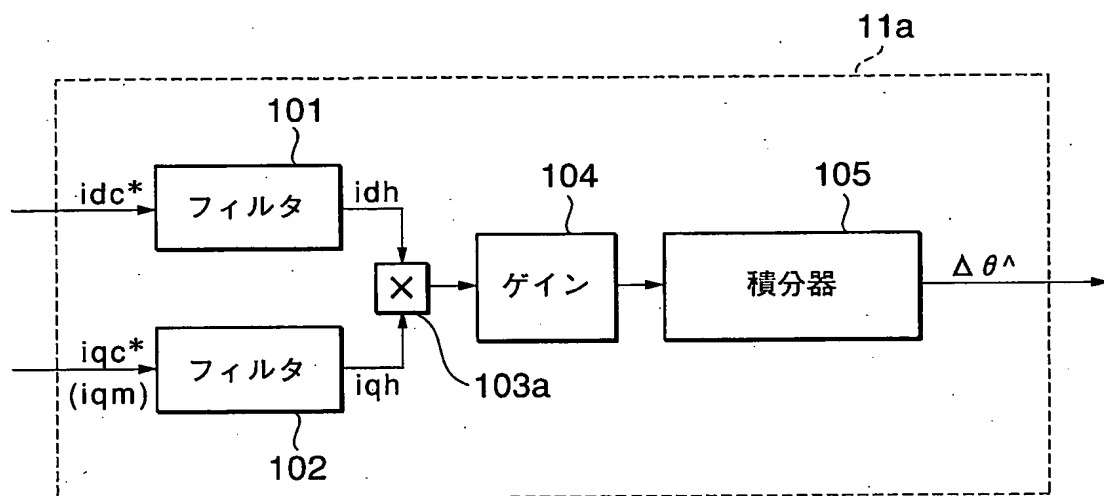 11a
101
idc*
フィルタ
idh
104
105
×
ゲイン
積分器
Δθ^
iqc*
(iqm)
フィルタ
iqh
103a
102